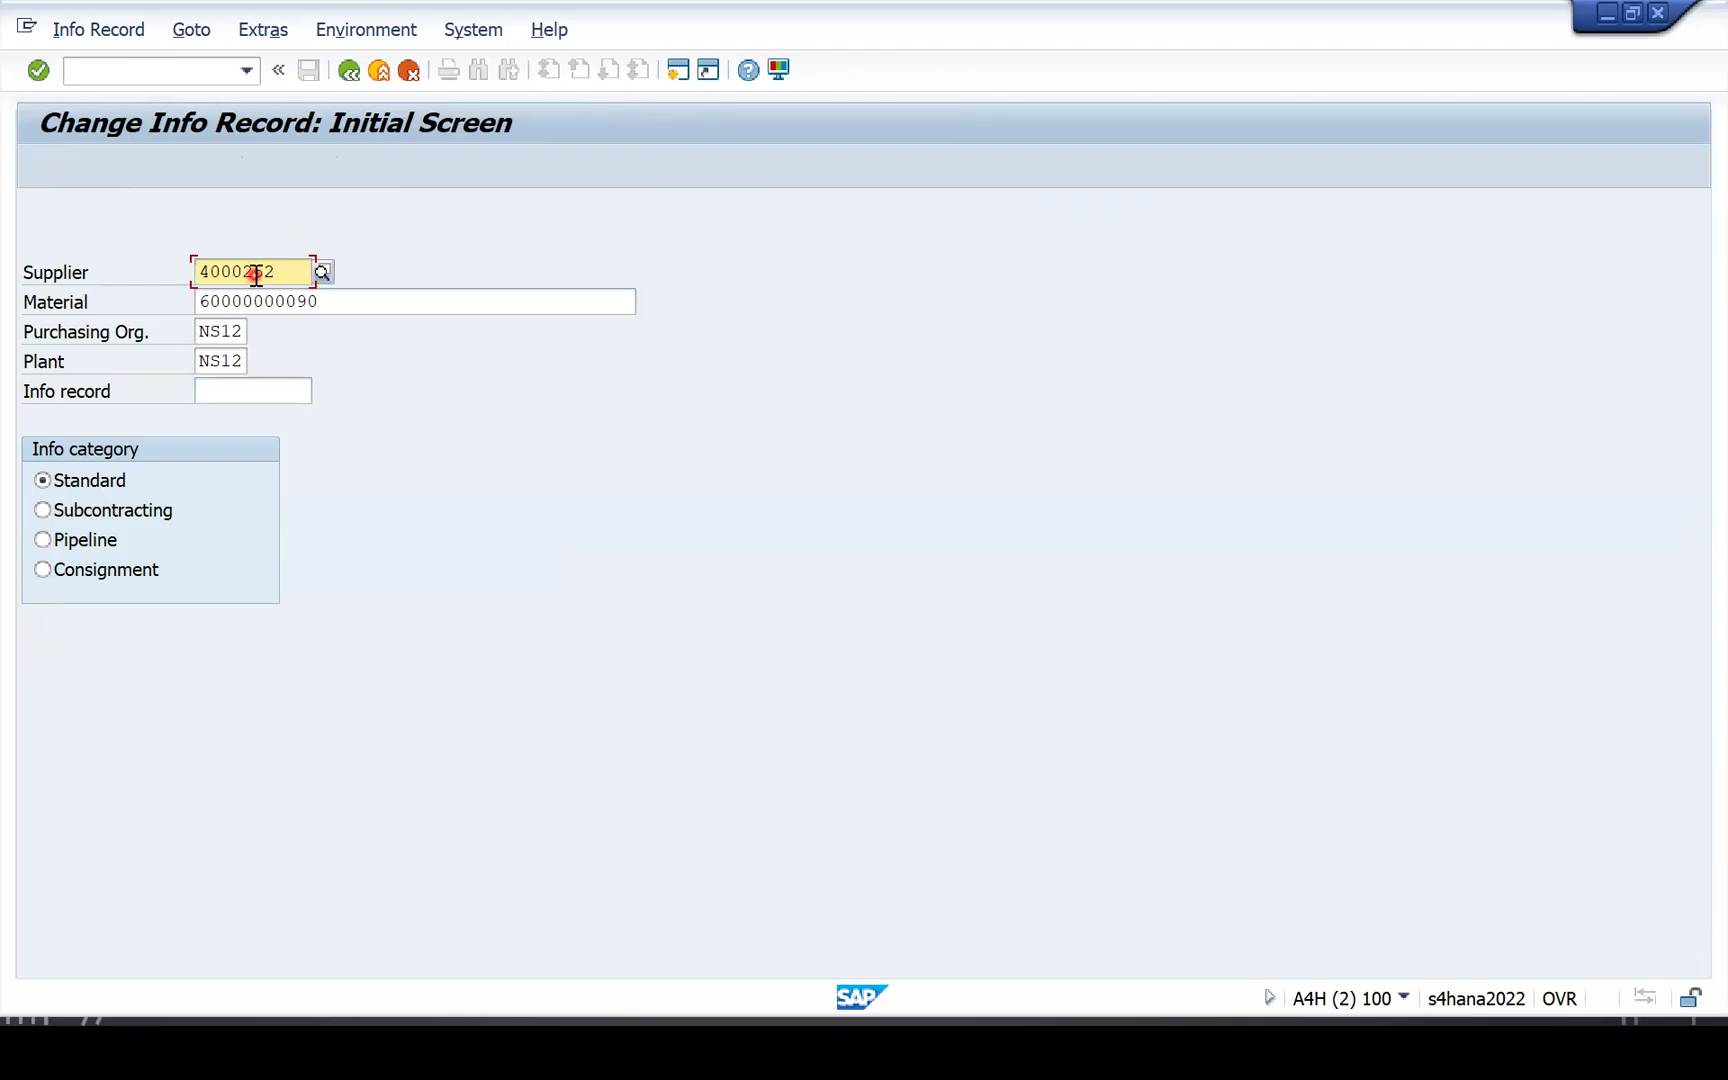 Info Record Goto Extras Environment System Help
Change Info Record: Initial Screen
Supplier
Material 60000000090
Purchasing Org. NS12
Plant NS12
Info record
Info category
Standard
Subcontracting
Pipeline
Consignment
SAP A4H (2) 100 s4hana2022 OVR